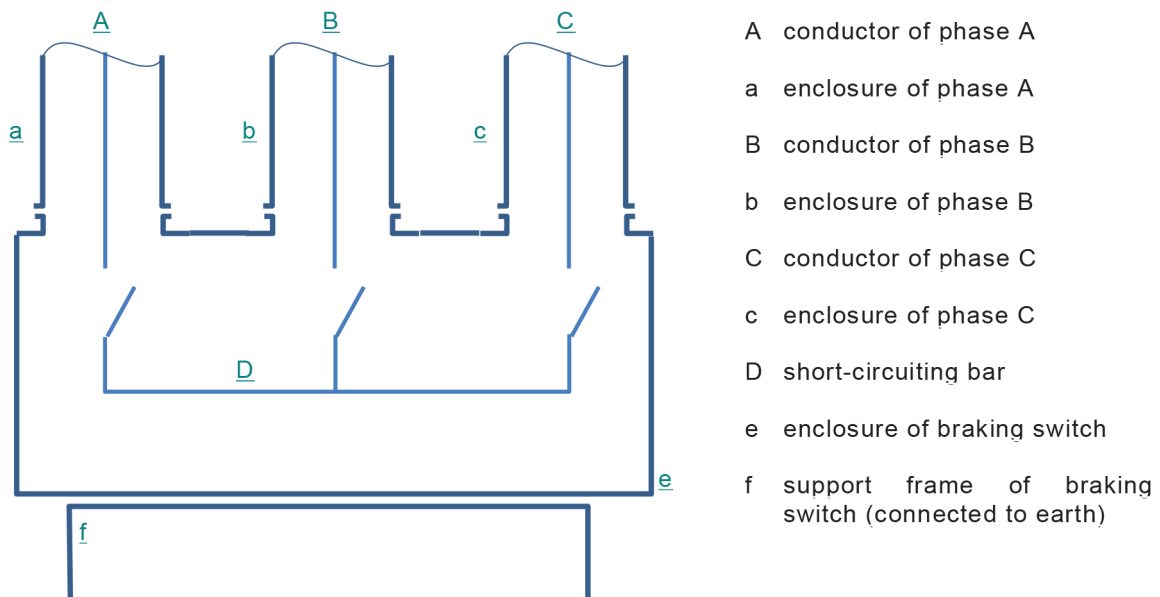 A
B
C
a
b
c
D
e
f
A conductor of phase A
a enclosure of phase A
B conductor of phase B
b enclosure of phase B
C conductor of phase C
c enclosure of phase C
D short-circuiting bar
e enclosure of braking switch
f support frame of braking
switch (connected to earth)